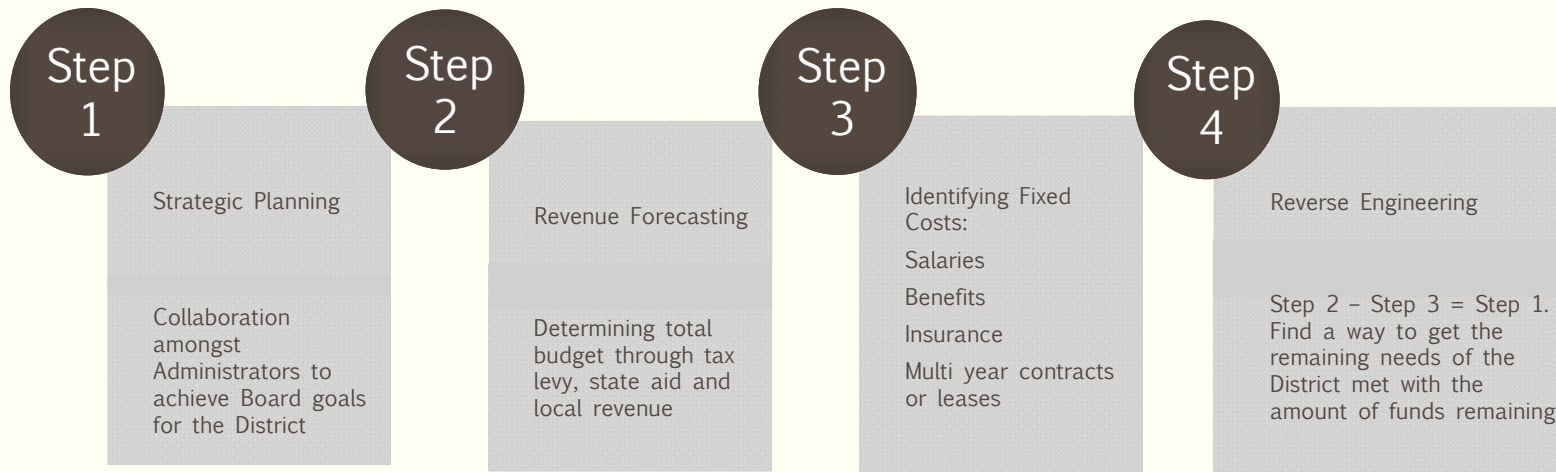 Step
1
Strategic Planning
Collaboration
amongst
Administrators to
achieve Board goals
for the District
Step
2
Revenue Forecasting
Determining total
budget through tax
levy, state aid and
local revenue
Step
3
Identifying Fixed
Costs:
Salaries
Benefits
Insurance
Multi year contracts
or leases
Step
4
Reverse Engineering
Step 2 – Step 3 = Step 1.
Find a way to get the
remaining needs of the
District met with the
amount of funds remaining